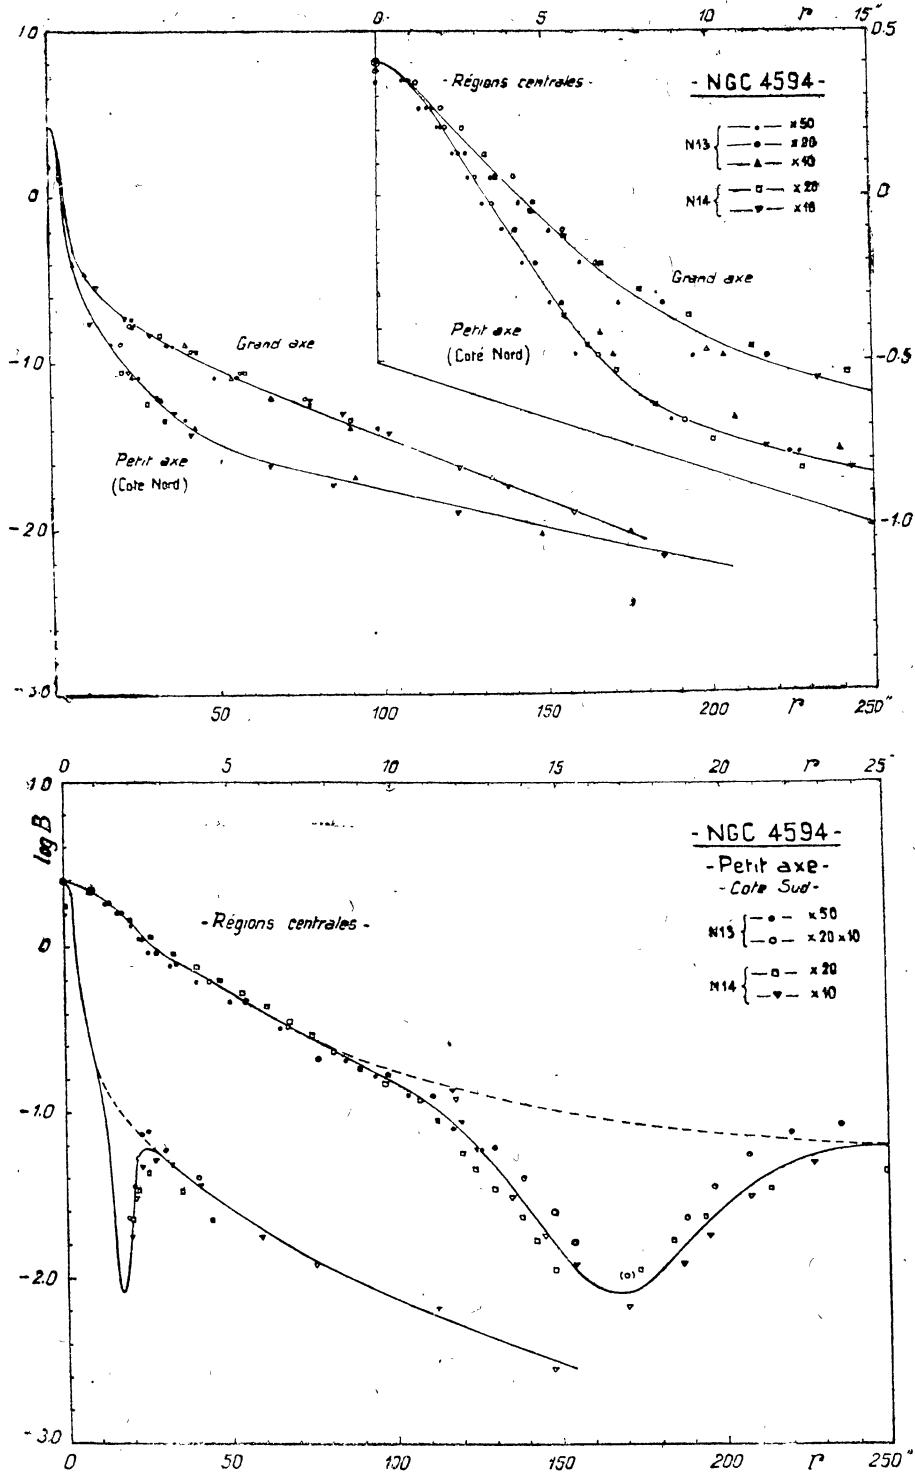 0 5 10 r 15"
1.0
0.5
- Régions centrales -
- NGC 4594 -
N13 { — • — × 50
— • — × 20
— ▲ — × 10
N14 { — □ — × 20
— ▼ — × 10
0
0
Grand axe
Grand axe
Petit axe
(Coté Nord)
-0.5
-1.0
Petit axe
(Coté Nord)
-2.0
-1.0
-3.0
50 100 150 200 r 250"
0 5 10 15 20 r 25"
1.0
log B
- NGC 4594 -
- Petit axe -
- Coté Sud -
- Régions centrales -
N13 { — • — × 50
— o — × 20 × 10
N14 { — □ — × 20
— ▼ — × 10
0
-1.0
-2.0
-3.0
0 50 100 150 200 r 250"